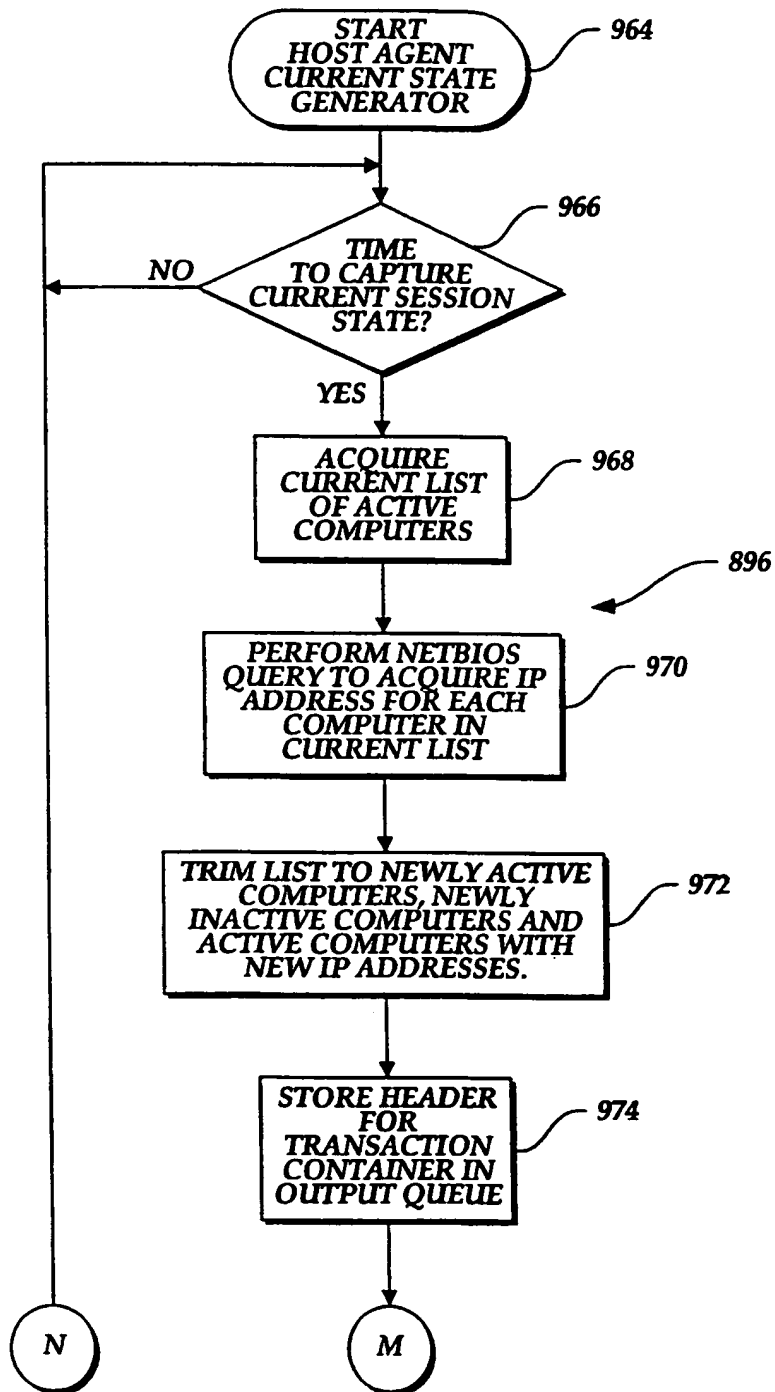 START
HOST AGENT
CURRENT STATE
GENERATOR
964
966
TIME
TO CAPTURE
CURRENT SESSION
STATE?
NO
YES
ACQUIRE
CURRENT LIST
OF ACTIVE
COMPUTERS
968
896
PERFORM NETBIOS
QUERY TO ACQUIRE IP
ADDRESS FOR EACH
COMPUTER IN
CURRENT LIST
970
TRIM LIST TO NEWLY ACTIVE
COMPUTERS, NEWLY
INACTIVE COMPUTERS AND
ACTIVE COMPUTERS WITH
NEW IP ADDRESSES.
972
STORE HEADER
FOR
TRANSACTION
CONTAINER IN
OUTPUT QUEUE
974
N
M